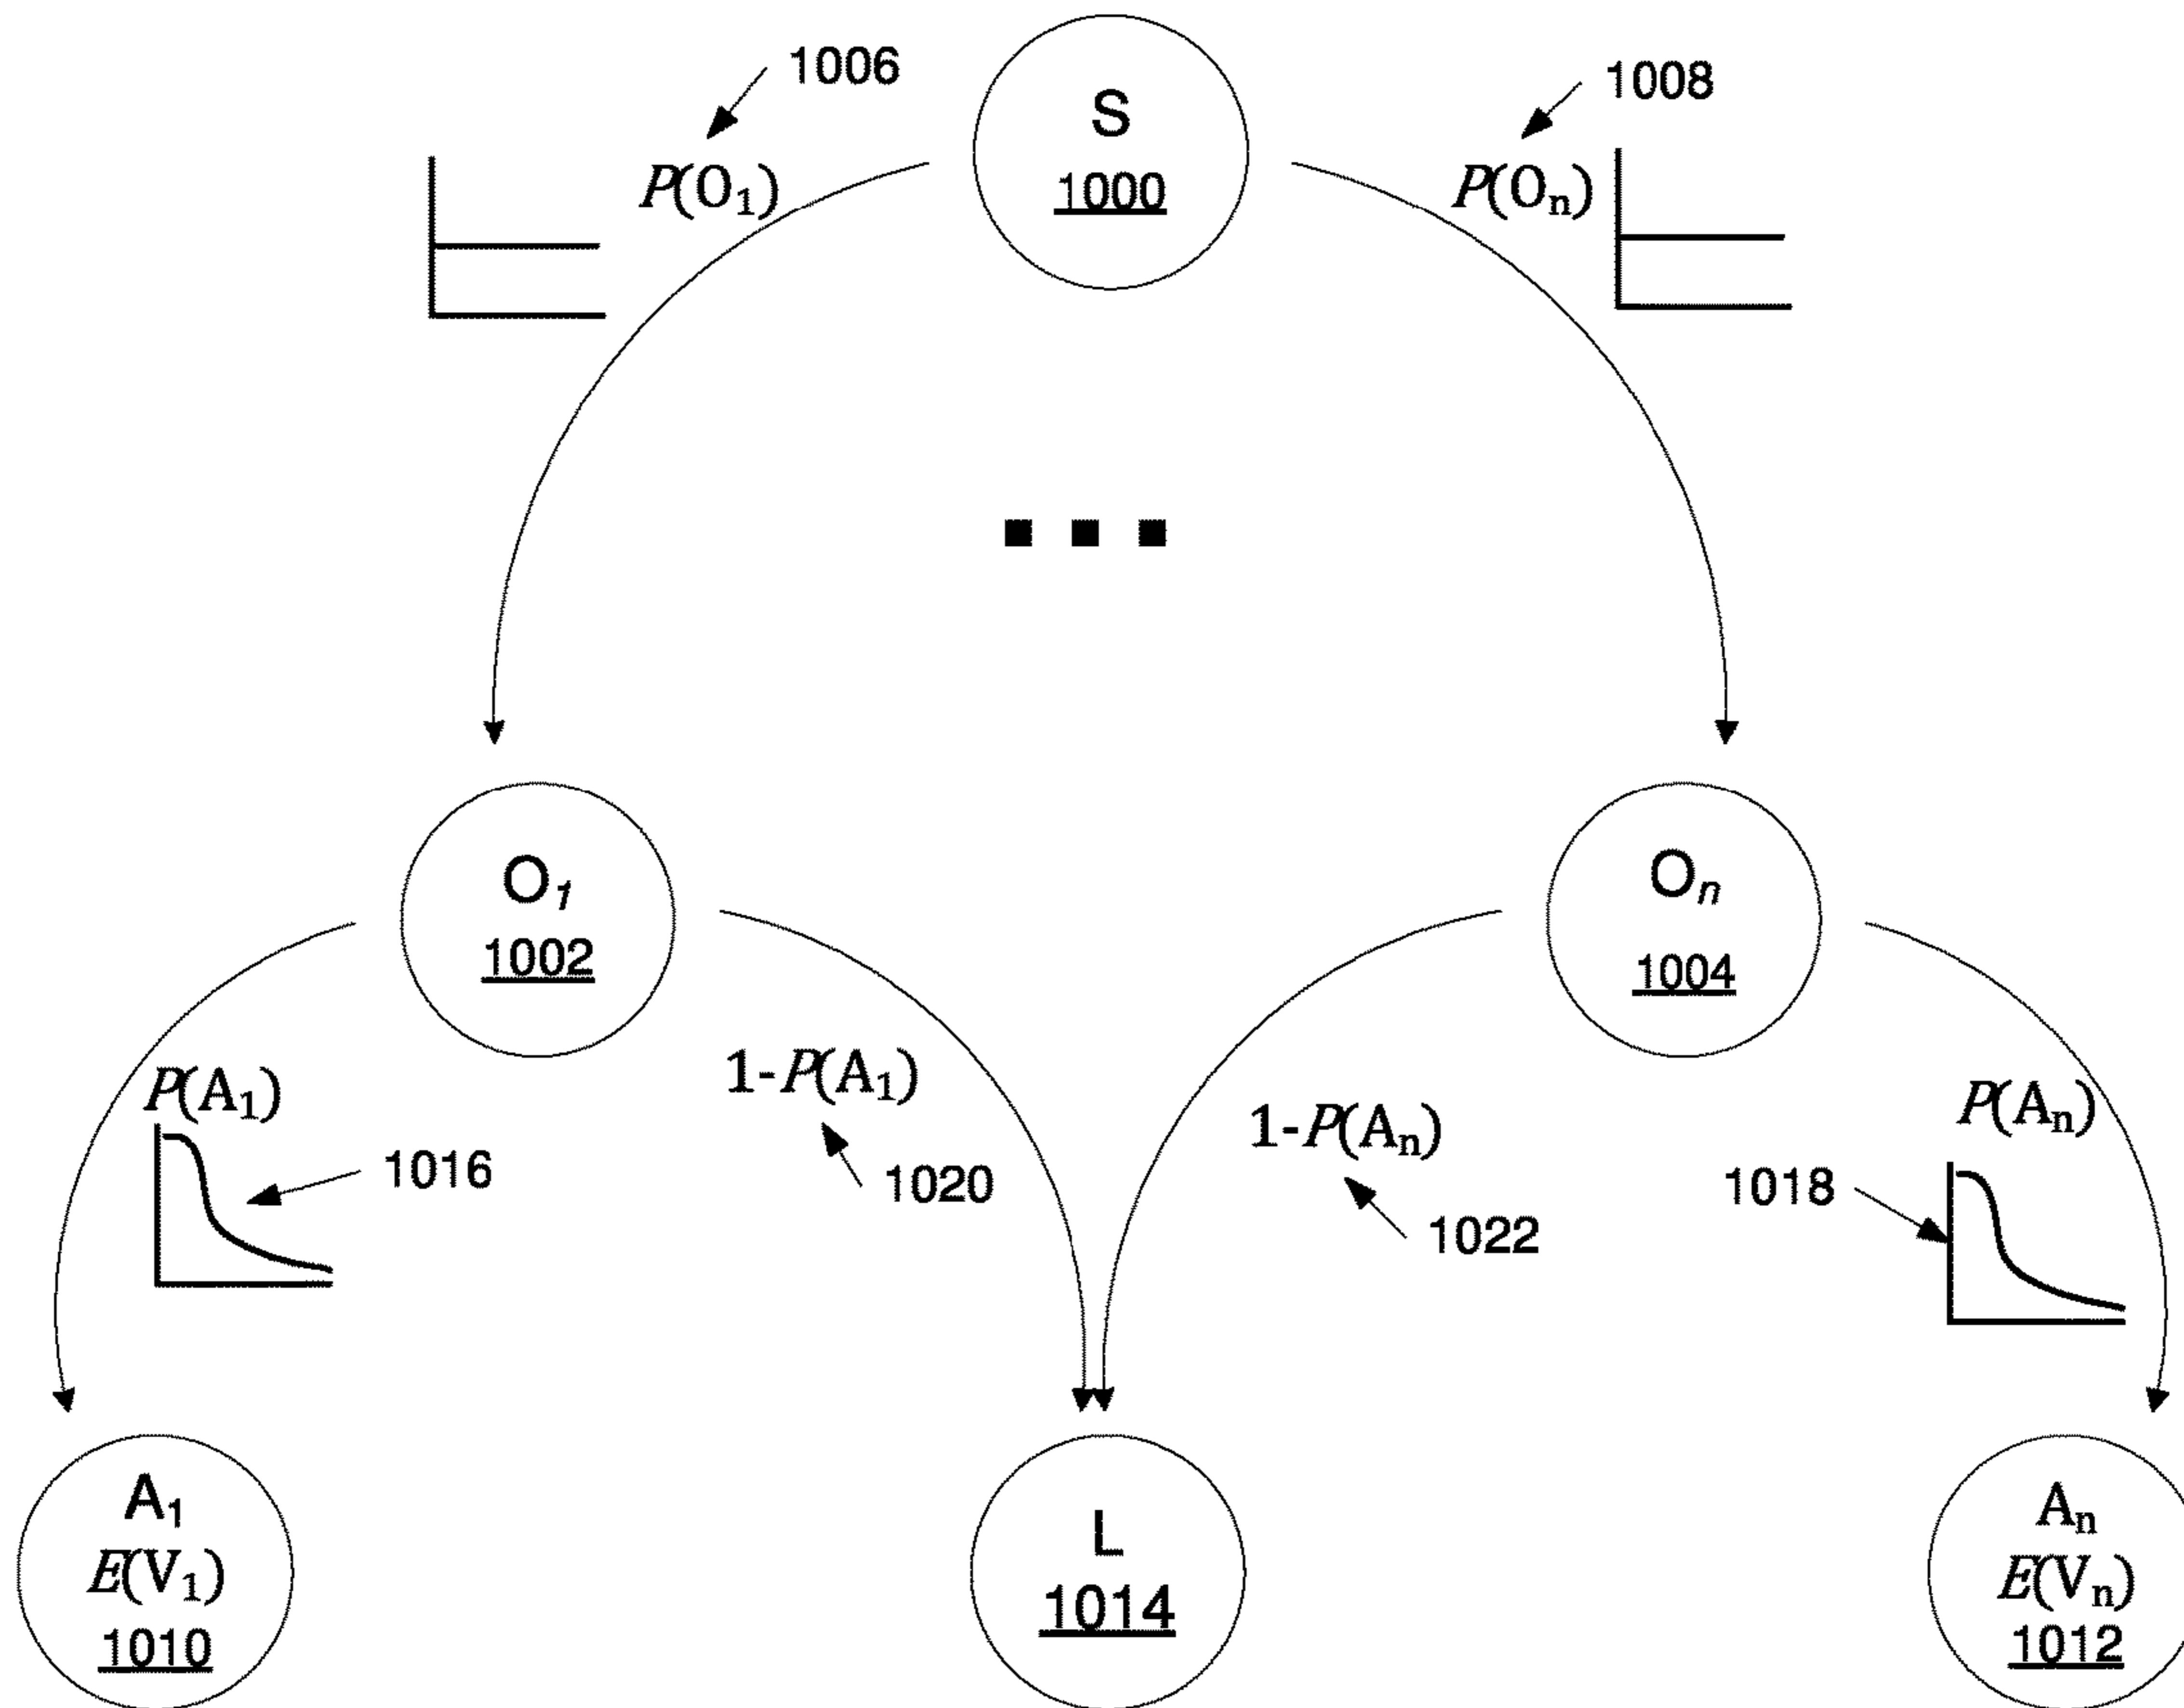 1006
1008
S
1000
P(O₁)
P(Oₙ)
O₁
1002
Oₙ
1004
P(A₁)
1-P(A₁)
1-P(Aₙ)
P(Aₙ)
1016
1020
1022
1018
A₁
E(V₁)
1010
L
1014
Aₙ
E(Vₙ)
1012